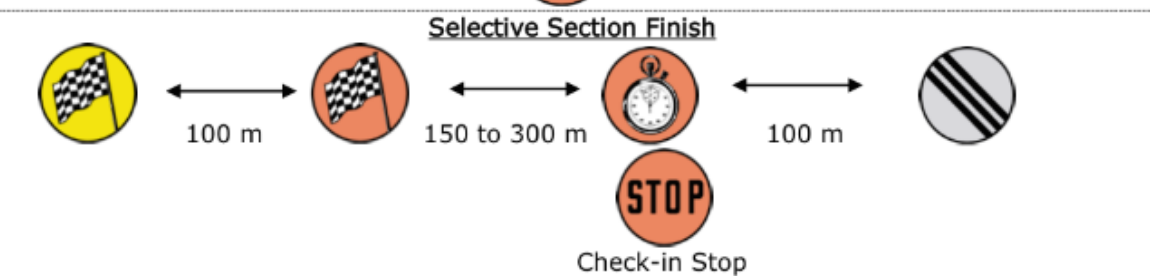 Selective Section Finish
100 m
150 to 300 m
100 m
STOP
Check-in Stop